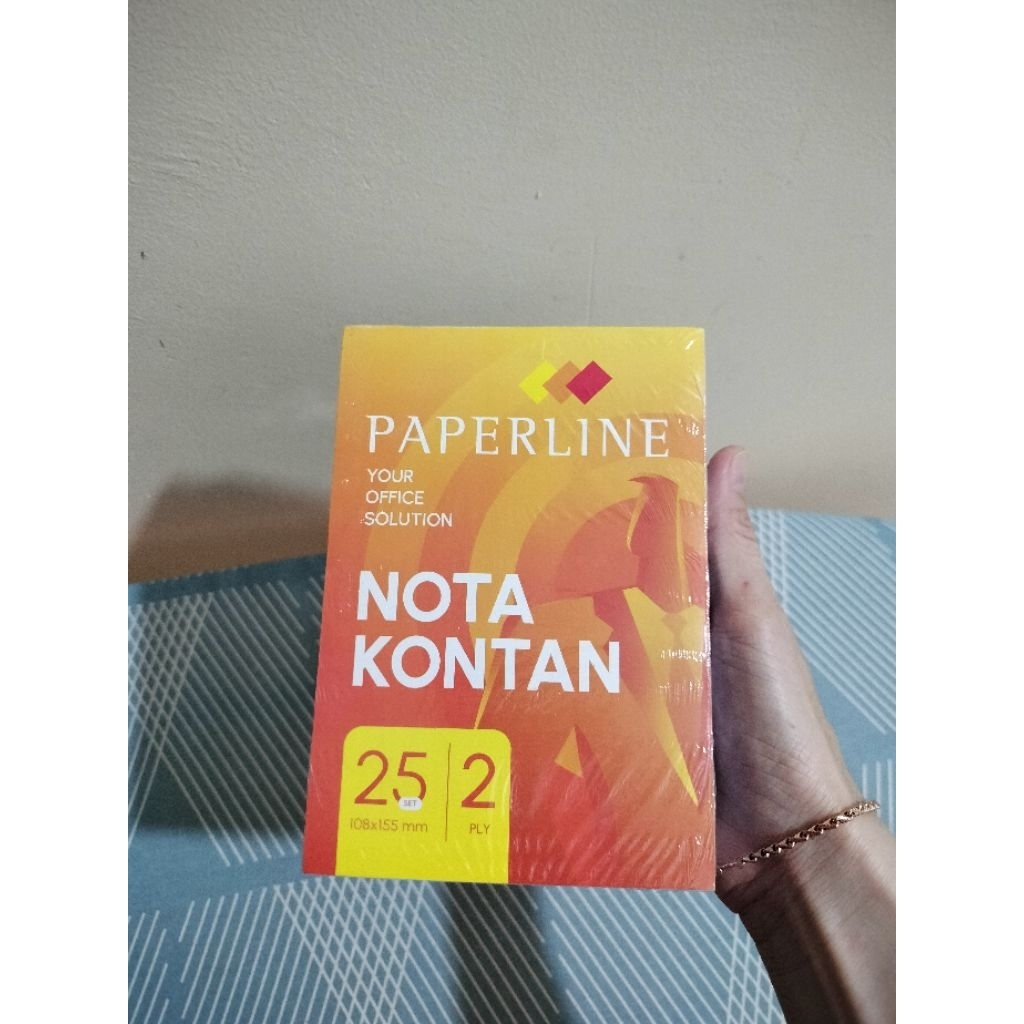 PAPERLINE
YOUR
OFFICE
SOLUTION
NOTA
KONTAN
25 SET
2
108x155 mm
PLY